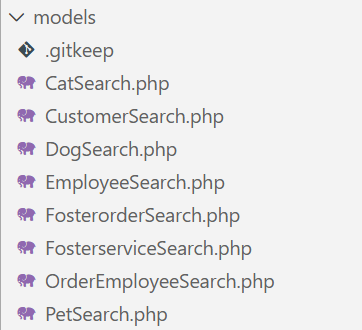 models
.gitkeep
CatSearch.php
CustomerSearch.php
DogSearch.php
EmployeeSearch.php
FosterorderSearch.php
FosterserviceSearch.php
OrderEmployeeSearch.php
PetSearch.php